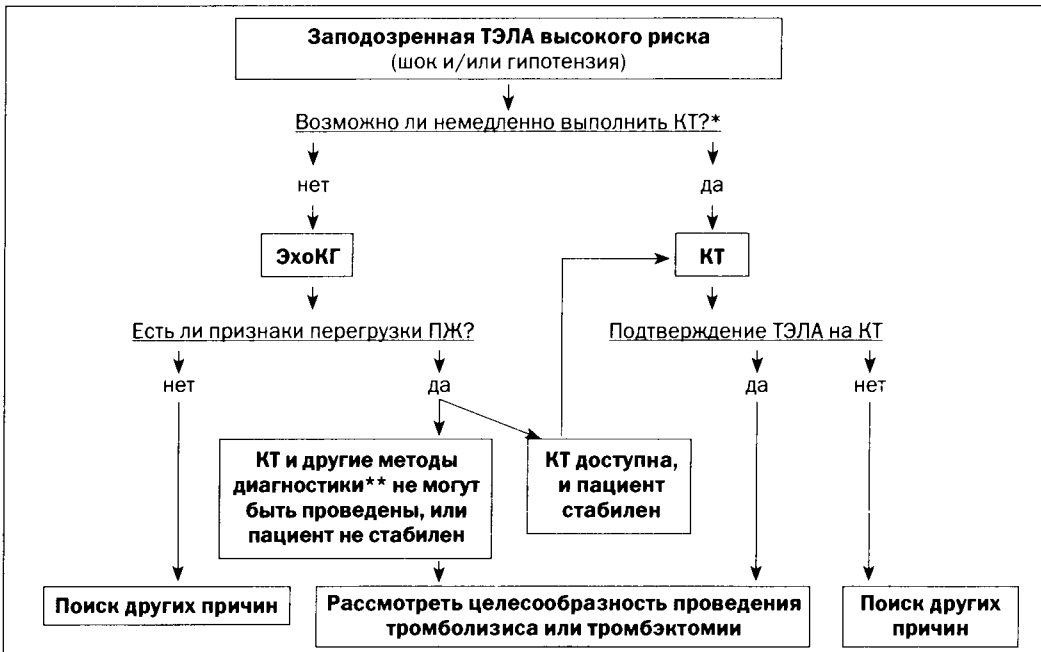 Заподозренная ТЭЛА высокого риска
(шок и/или гипотензия)
Возможно ли немедленно выполнить КТ?*
нет
да
ЭхоКГ
КТ
Есть ли признаки перегрузки ПЖ?
Подтверждение ТЭЛА на КТ
нет
да
да
нет
КТ и другие методы
диагностики** не могут
быть проведены, или
пациент не стабилен
КТ доступна,
и пациент
стабилен
Поиск других причин
Рассмотреть целесообразность проведения
тромболизиса или тромбэктомии
Поиск других
причин